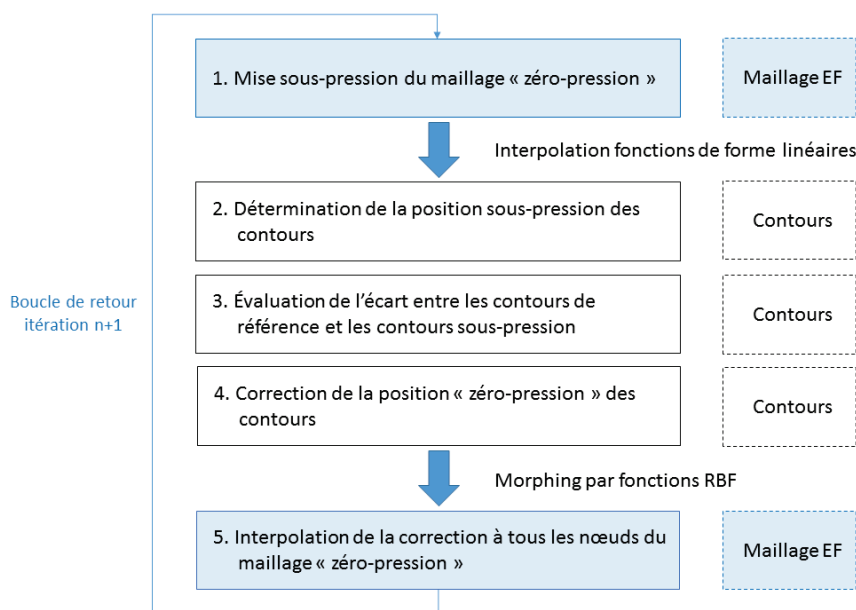 1. Mise sous-pression du maillage « zéro-pression »
Maillage EF
Interpolation fonctions de forme linéaires
2. Détermination de la position sous-pression des
contours
Contours
Boucle de retour
itération n+1
3. Évaluation de l’écart entre les contours de
référence et les contours sous-pression
Contours
4. Correction de la position « zéro-pression » des
contours
Contours
Morphing par fonctions RBF
5. Interpolation de la correction à tous les nœuds du
maillage « zéro-pression »
Maillage EF